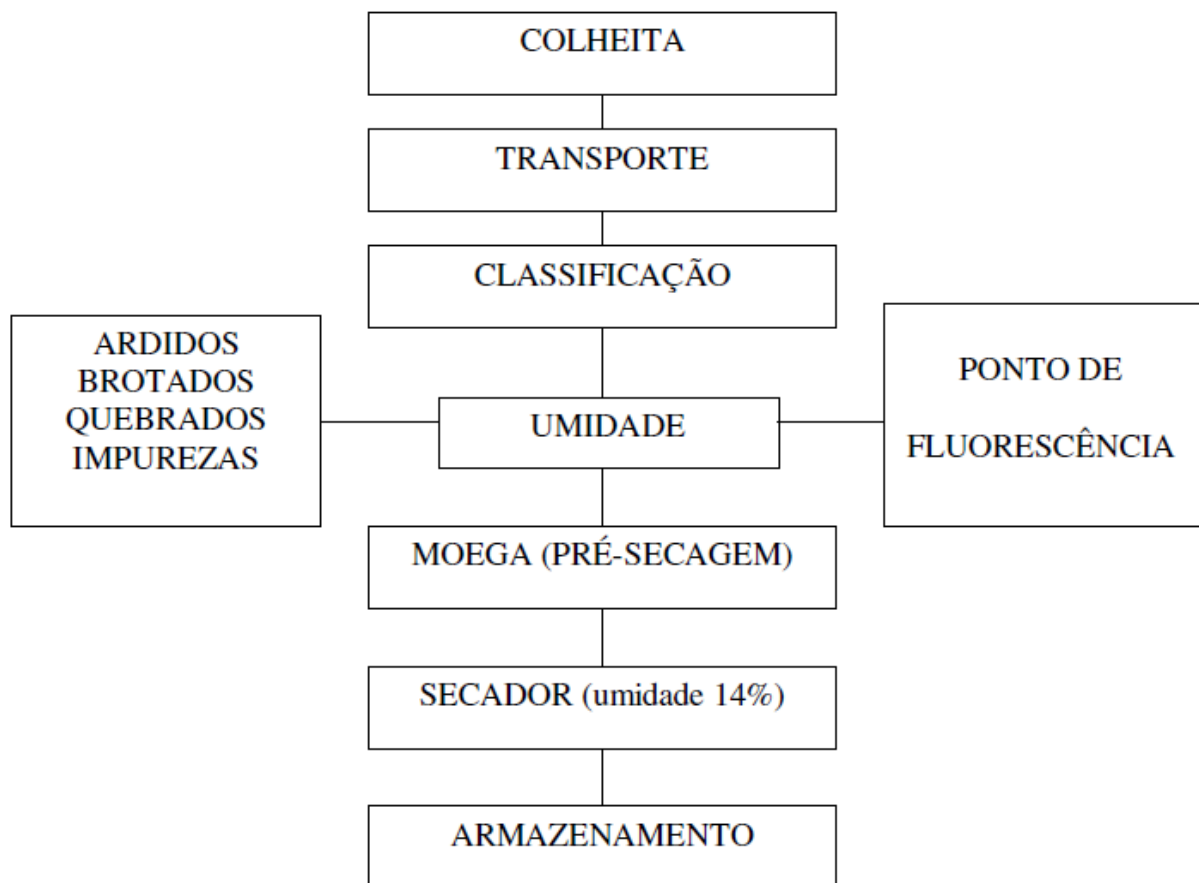 COLHEITA
TRANSPORTE
CLASSIFICAÇÃO
ARDIDOS
BROTADOS
QUEBRADOS
IMPUREZAS
UMIDADE
PONTO DE
FLUORESCÊNCIA
MOEGA (PRÉ-SECAGEM)
SECADOR (umidade 14%)
ARMAZENAMENTO